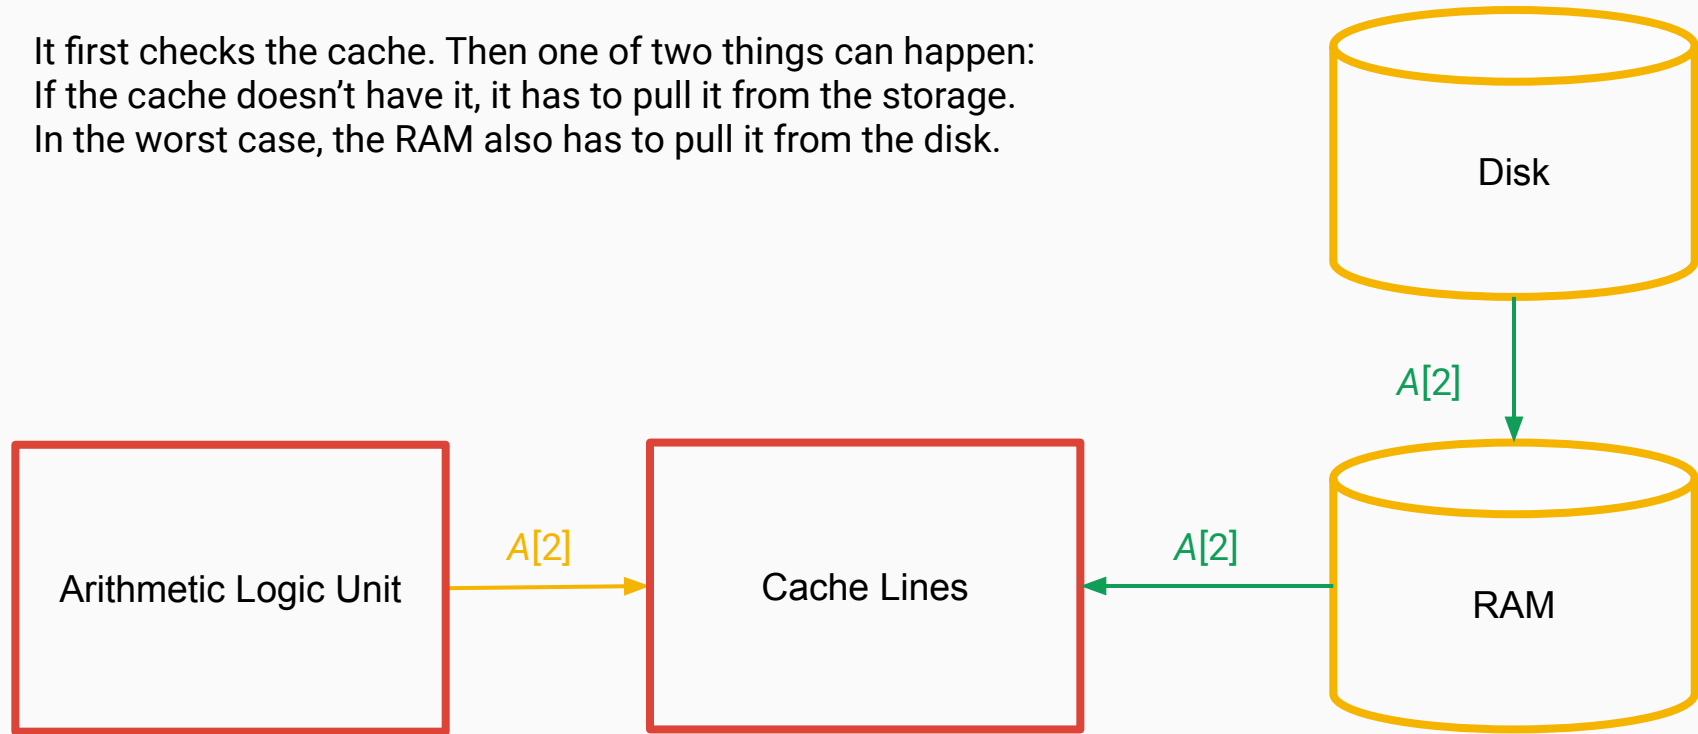 It first checks the cache. Then one of two things can happen:
If the cache doesn’t have it, it has to pull it from the storage.
In the worst case, the RAM also has to pull it from the disk.
Disk
A[2]
A[2]
A[2]
Arithmetic Logic Unit
Cache Lines
RAM